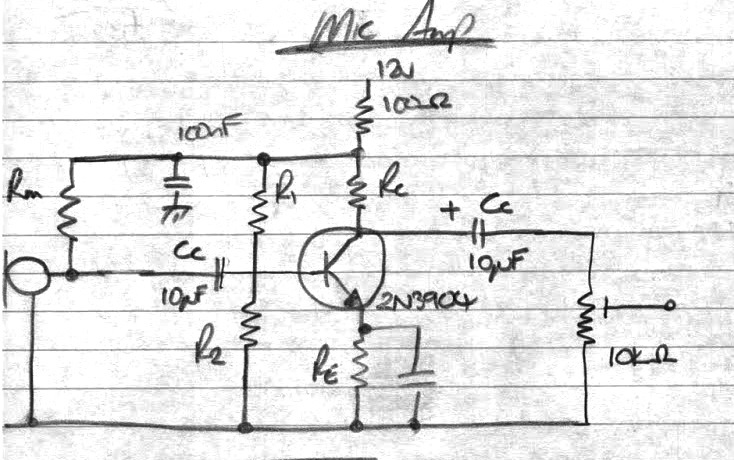 Mic Amp
12V
100Ω
100nF
Rm
R1
Rc
+ Cc
Cc
10µF
10µF
2N3904
R2
RE
10kΩ